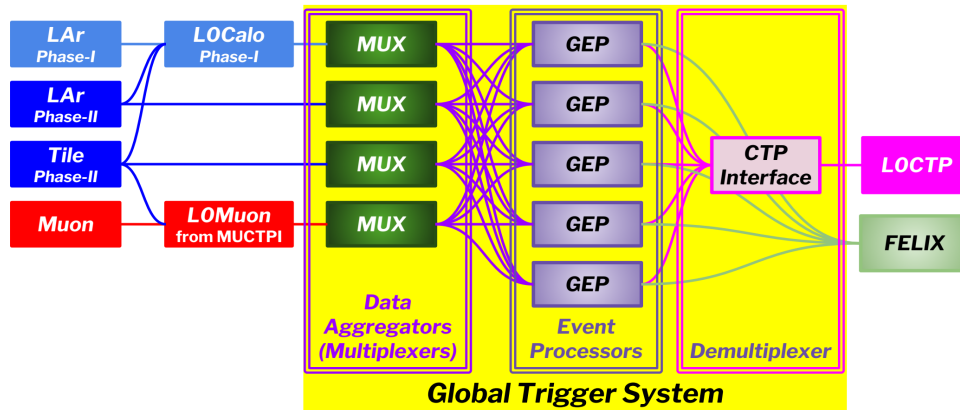 LAr
Phase-I
L0Calo
Phase-I
MUX
GEP
LAr
Phase-II
MUX
GEP
Tile
Phase-II
MUX
GEP
CTP
Interface
L0CTP
Muon
L0Muon
from MUCTPI
MUX
GEP
FELIX
GEP
Data
Aggregators
(Multiplexers)
Event
Processors
Demultiplexer
Global Trigger System